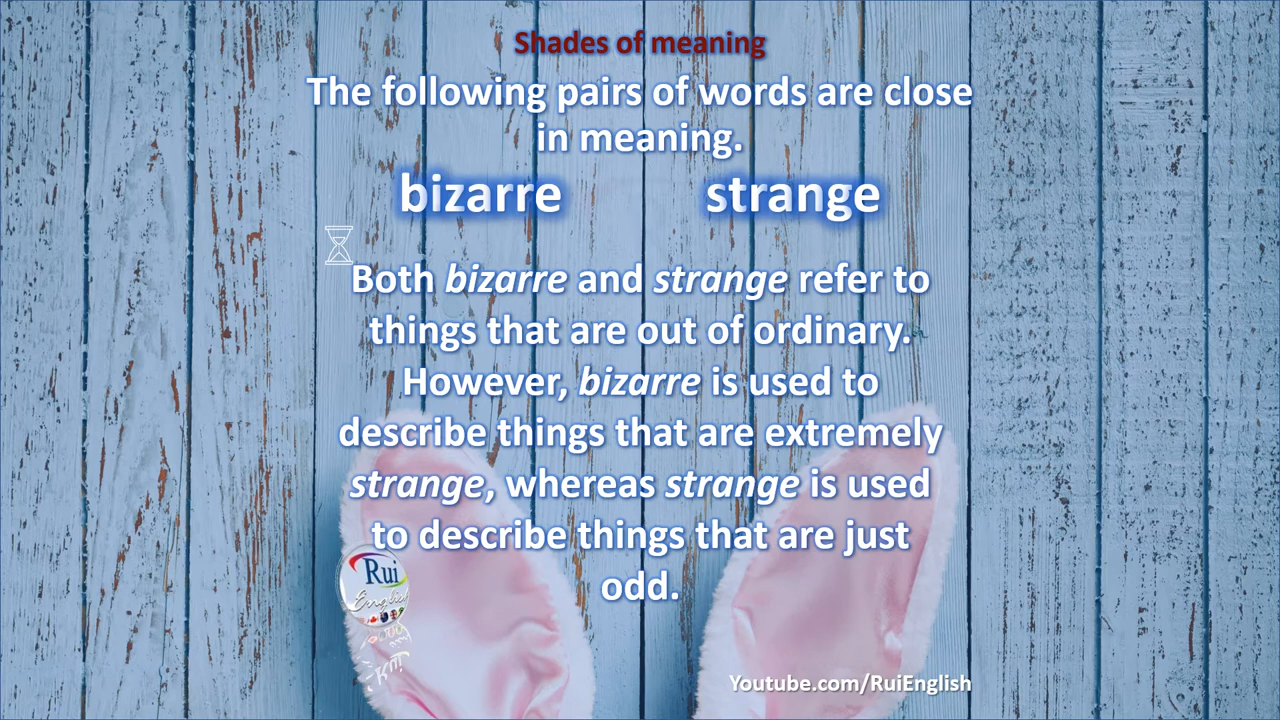 Shades of meaning
The following pairs of words are close
in meaning.
bizarre strange
Both bizarre and strange refer to
things that are out of ordinary.
However, bizarre is used to
describe things that are extremely
strange, whereas strange is used
to describe things that are just
odd.
Rui
English
Youtube.com/RuiEnglish